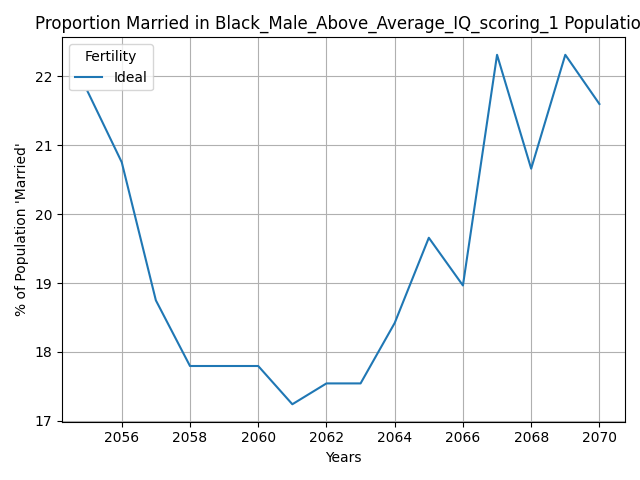 Proportion Married in Black_Male_Above_Average_IQ_scoring_1 Populatio
Fertility
Ideal
% of Population 'Married'
22
21
20
19
18
17
2056 2058 2060 2062 2064 2066 2068 2070
Years